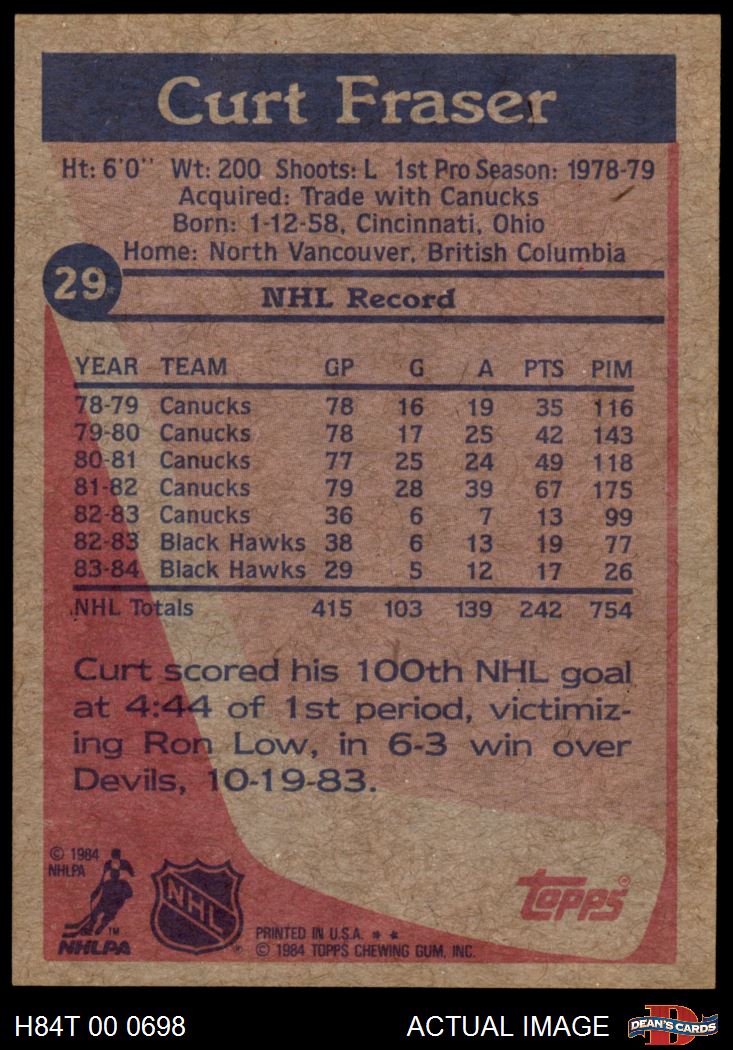 Curt Fraser
Ht: 6'0" Wt: 200 Shoots: L 1st Pro Season: 1978-79
Acquired: Trade with Canucks
Born: 1-12-58, Cincinnati, Ohio
Home: North Vancouver, British Columbia
29
NHL Record
YEAR TEAM GP G A PTS PIM
78-79 Canucks 78 16 19 35 116
79-80 Canucks 78 17 25 42 143
80-81 Canucks 77 25 24 49 118
81-82 Canucks 79 28 39 67 175
82-83 Canucks 36 6 7 13 99
82-83 Black Hawks 38 6 13 19 77
83-84 Black Hawks 29 5 12 17 26
NHL Totals 415 103 139 242 754
Curt scored his 100th NHL goal
at 4:44 of 1st period, victimiz-
ing Ron Low, in 6-3 win over
Devils, 10-19-83.
© 1984
NHLPA
TM
NHLPA
NHL
®
PRINTED IN U.S.A. * *
© 1984 TOPPS CHEWING GUM, INC.
Topps®
H84T 00 0698
ACTUAL IMAGE
D
DEAN'S CARDS